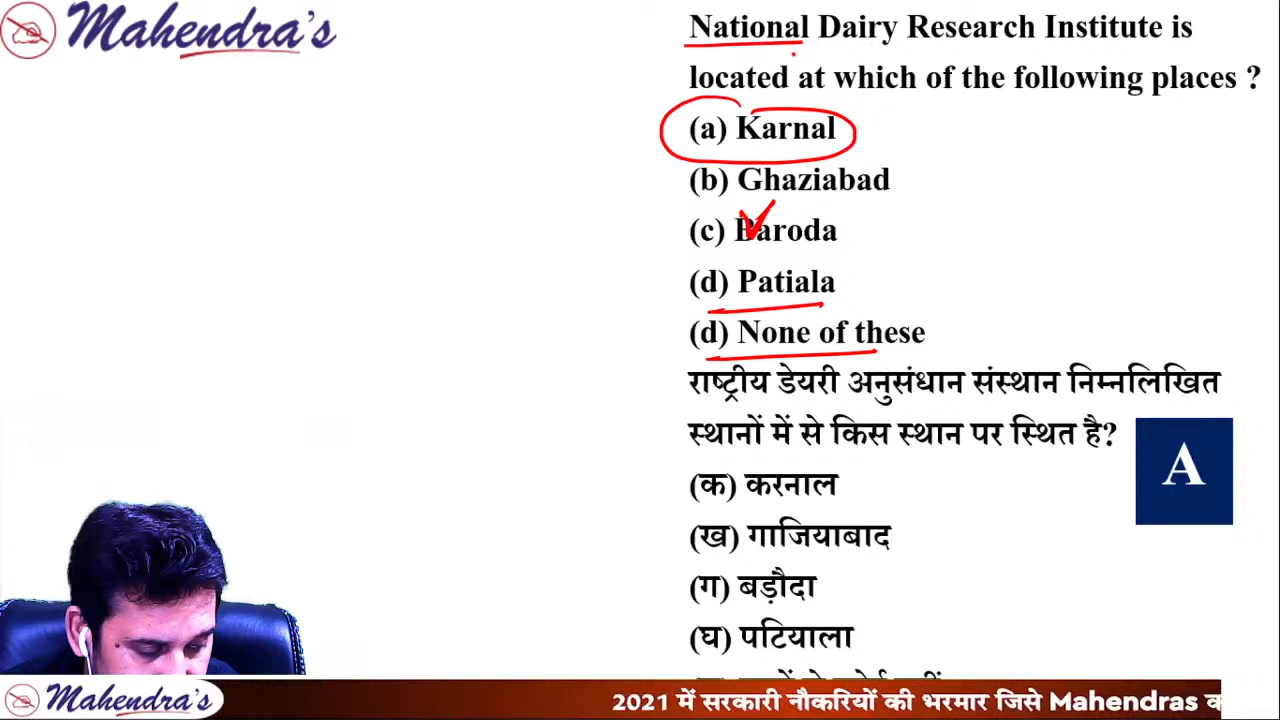 Mahendra's
National Dairy Research Institute is
located at which of the following places ?
(a) Karnal
(b) Ghaziabad
(c) Baroda
(d) Patiala
(d) None of these
राष्ट्रीय डेयरी अनुसंधान संस्थान निम्नलिखित
स्थानों में से किस स्थान पर स्थित है?
(क) करनाल
(ख) गाजियाबाद
(ग) बड़ौदा
(घ) पटियाला
A
Mahendra's
2021 में सरकारी नौकरियों की भरमार जिसे Mahendras